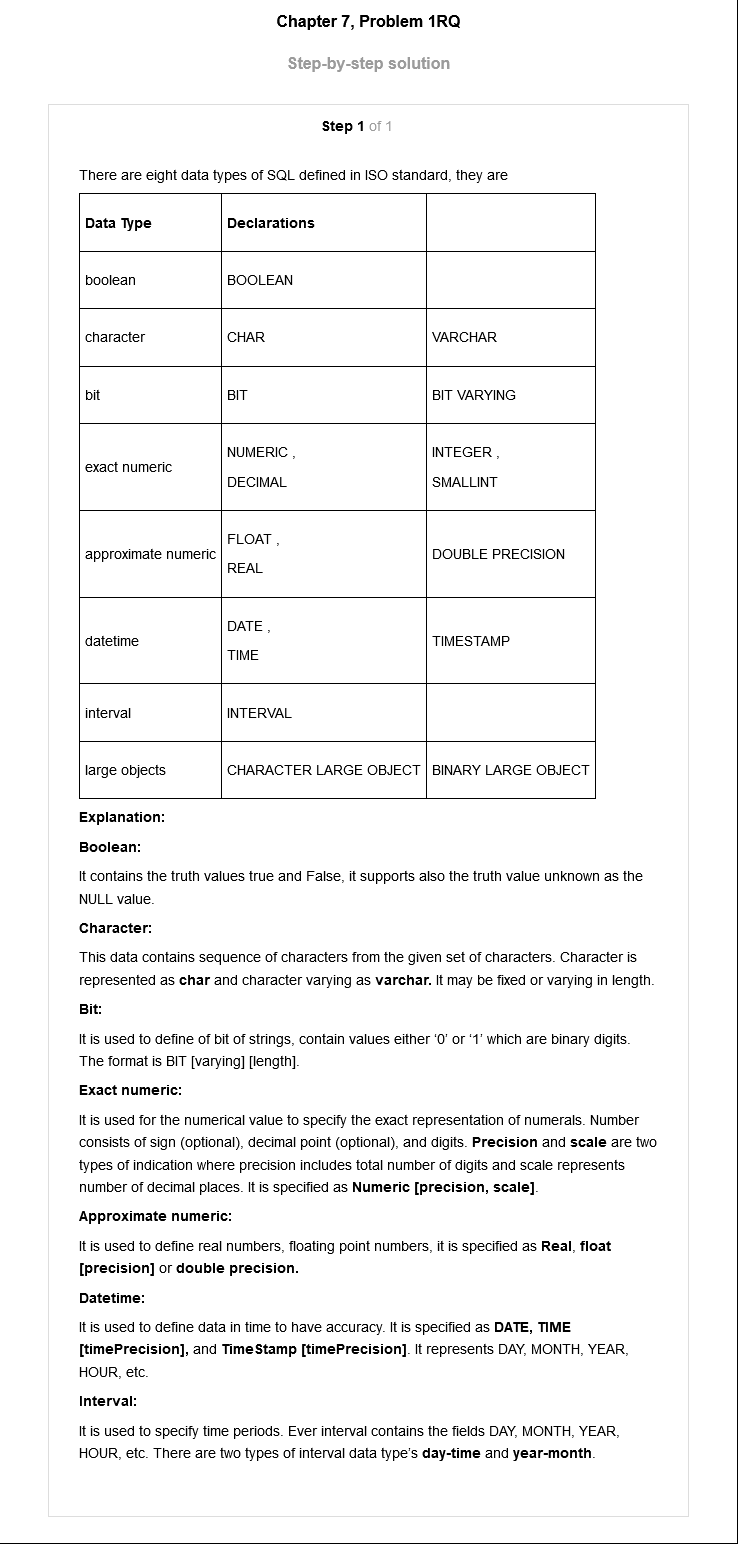 Chapter 7, Problem 1RQ
Step-by-step solution
Step 1 of 1
There are eight data types of SQL defined in ISO standard, they are
Data Type Declarations
boolean BOOLEAN
character CHAR VARCHAR
bit BIT BIT VARYING
exact numeric NUMERIC , DECIMAL INTEGER , SMALLINT
approximate numeric FLOAT , REAL DOUBLE PRECISION
datetime DATE , TIME TIMESTAMP
interval INTERVAL
large objects CHARACTER LARGE OBJECT BINARY LARGE OBJECT
Explanation:
Boolean:
It contains the truth values true and False, it supports also the truth value unknown as the
NULL value.
Character:
This data contains sequence of characters from the given set of characters. Character is
represented as char and character varying as varchar. It may be fixed or varying in length.
Bit:
It is used to define of bit of strings, contain values either ‘0’ or ‘1’ which are binary digits.
The format is BIT [varying] [length].
Exact numeric:
It is used for the numerical value to specify the exact representation of numerals. Number
consists of sign (optional), decimal point (optional), and digits. Precision and scale are two
types of indication where precision includes total number of digits and scale represents
number of decimal places. It is specified as Numeric [precision, scale].
Approximate numeric:
It is used to define real numbers, floating point numbers, it is specified as Real, float
[precision] or double precision.
Datetime:
It is used to define data in time to have accuracy. It is specified as DATE, TIME
[timePrecision], and TimeStamp [timePrecision]. It represents DAY, MONTH, YEAR,
HOUR, etc.
Interval:
It is used to specify time periods. Ever interval contains the fields DAY, MONTH, YEAR,
HOUR, etc. There are two types of interval data type’s day-time and year-month.